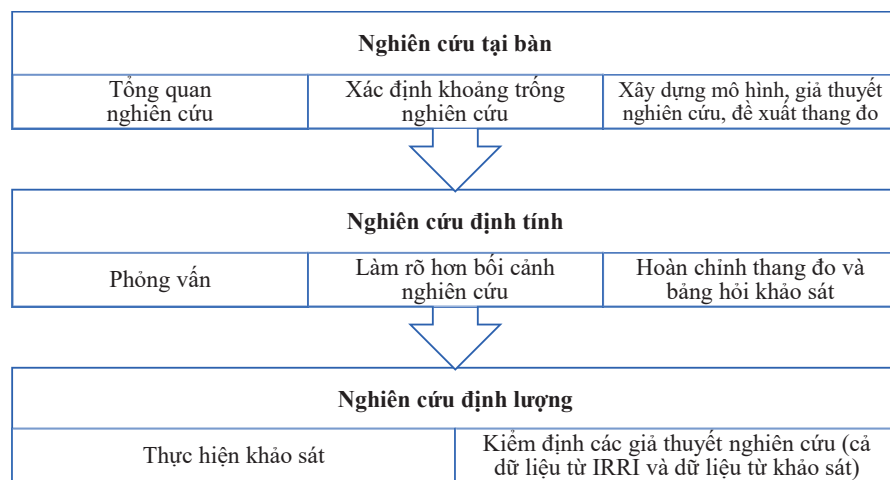 Nghiên cứu tại bàn
Tổng quan
nghiên cứu
Xác định khoảng trống
nghiên cứu
Xây dựng mô hình, giả thuyết
nghiên cứu, đề xuất thang đo
Nghiên cứu định tính
Phỏng vấn
Làm rõ hơn bối cảnh
nghiên cứu
Hoàn chỉnh thang đo và
bảng hỏi khảo sát
Nghiên cứu định lượng
Thực hiện khảo sát
Kiểm định các giả thuyết nghiên cứu (cả
dữ liệu từ IRRI và dữ liệu từ khảo sát)